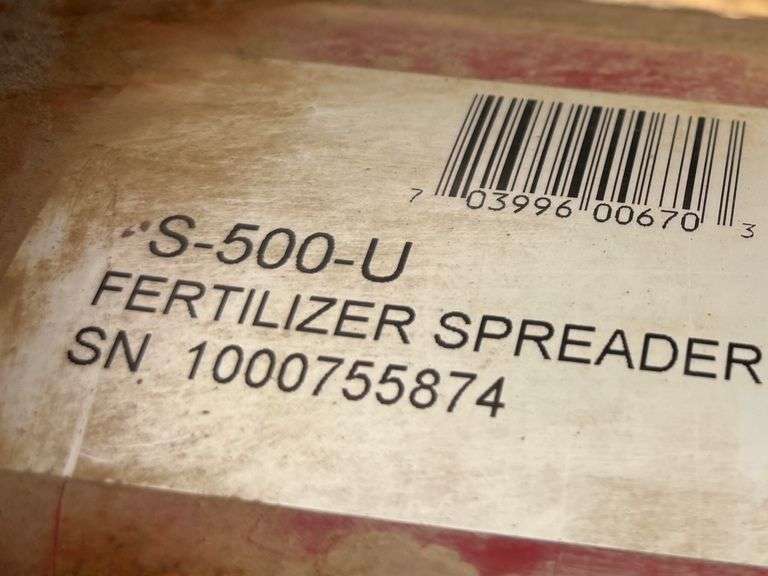 7 03996 00670 3
S-500-U
FERTILIZER SPREADER
SN 1000755874